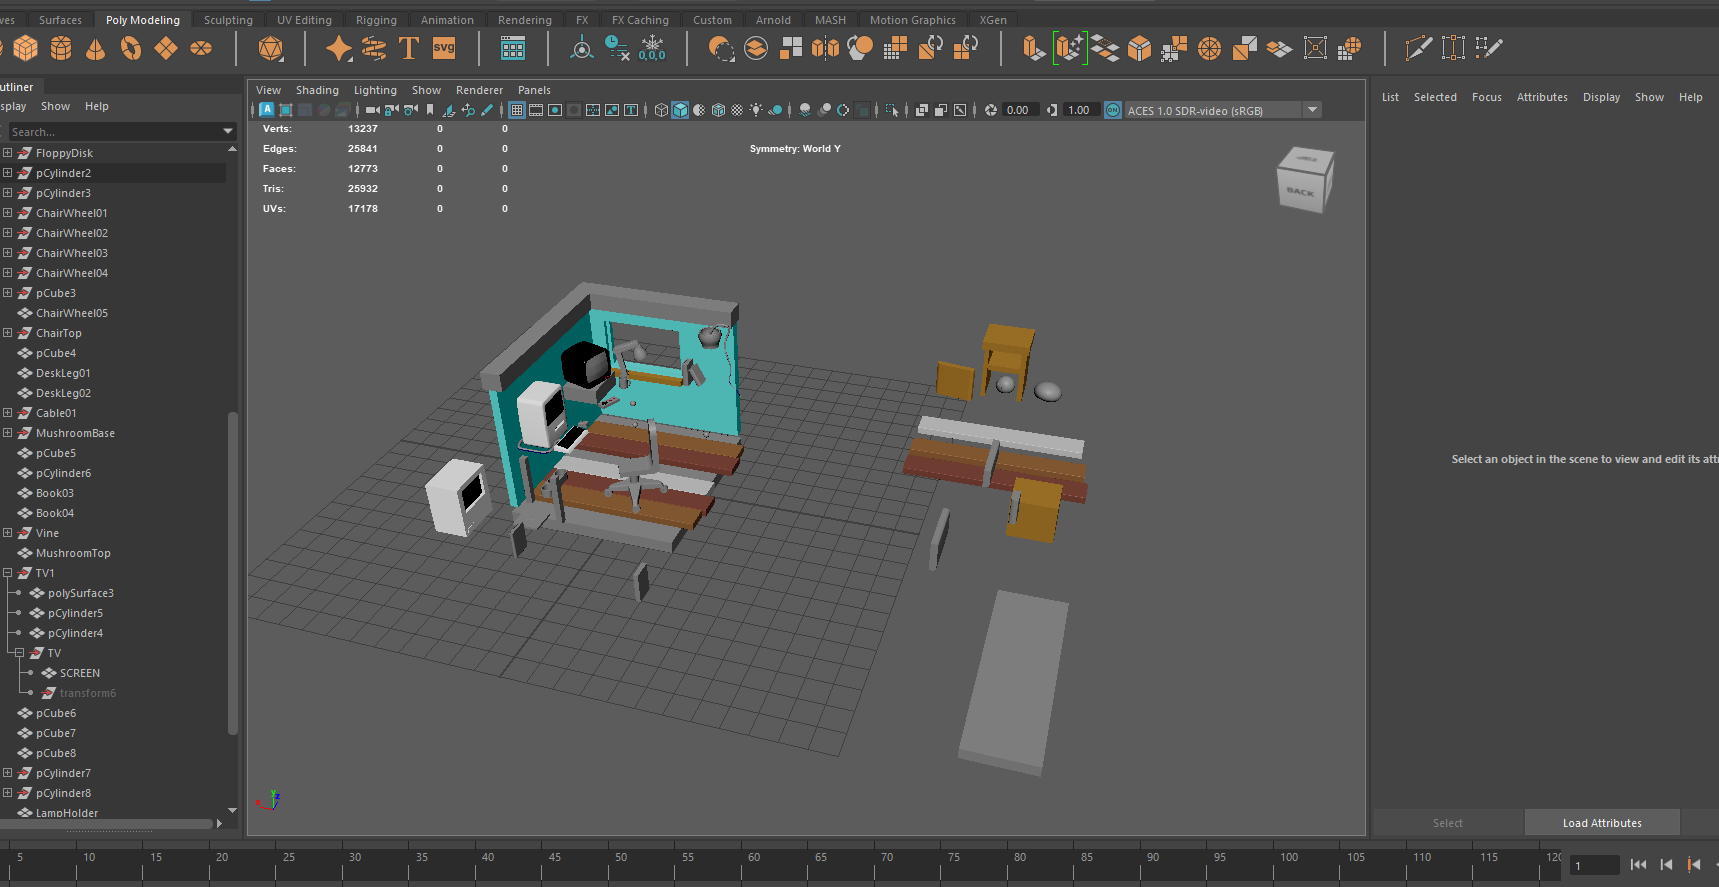 ves Surfaces Poly Modeling Sculpting UV Editing Rigging Animation Rendering FX FX Caching Custom Arnold MASH Motion Graphics XGen
T SVG 0,0,0
utliner
splay Show Help
Search...
FloppyDisk
pCylinder2
pCylinder3
ChairWheel01
ChairWheel02
ChairWheel03
ChairWheel04
pCube3
ChairWheel05
ChairTop
pCube4
DeskLeg01
DeskLeg02
Cable01
MushroomBase
pCube5
pCylinder6
Book03
Book04
Vine
MushroomTop
TV1
polySurface3
pCylinder5
pCylinder4
TV
SCREEN
transform6
pCube6
pCube7
pCube8
pCylinder7
pCylinder8
LampHolder
View Shading Lighting Show Renderer Panels
A T 0.00 1.00 ON ACES 1.0 SDR-video (sRGB)
Verts: 13237 0 0
Edges: 25841 0 0
Faces: 12773 0 0
Tris: 25932 0 0
UVs: 17178 0 0
Symmetry: World Y
BACK
x y z
List Selected Focus Attributes Display Show Help
Select an object in the scene to view and edit its attr
Select Load Attributes
5 10 15 20 25 30 35 40 45 50 55 60 65 70 75 80 85 90 95 100 105 110 115 120
1